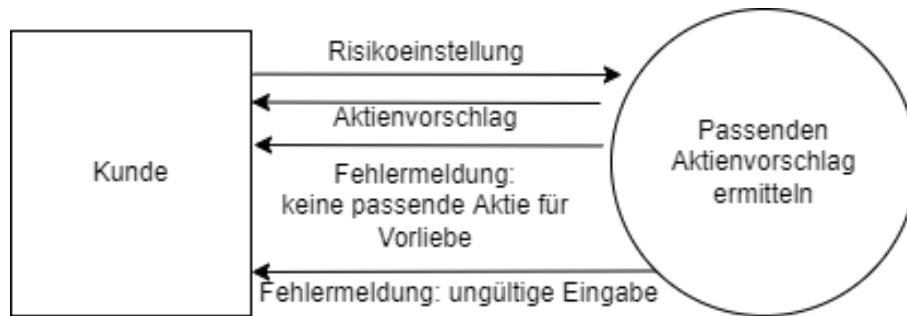 Risikoeinstellung
Aktienvorschlag
Kunde
Fehlermeldung:
keine passende Aktie für
Vorliebe
Fehlermeldung: ungültige Eingabe
Passenden
Aktienvorschlag
ermitteln